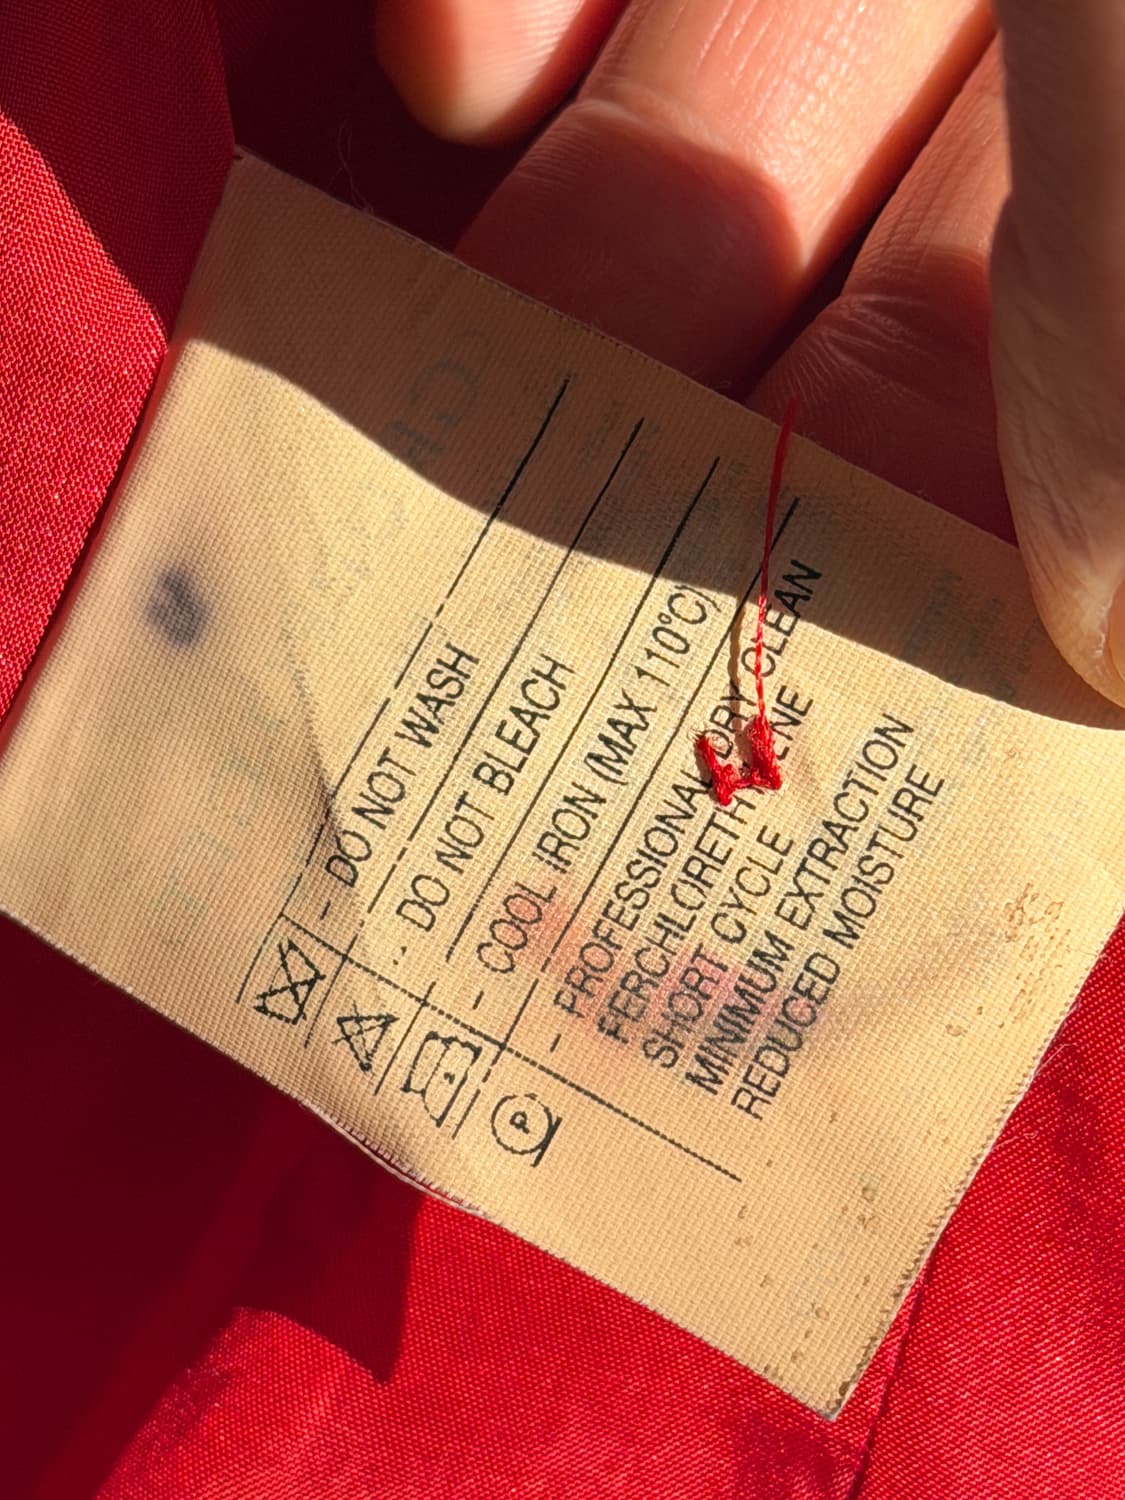 - DO NOT WASH
- DO NOT BLEACH
- COOL IRON (MAX 110°C)
P
- PROFESSIONAL DRY CLEAN
PERCHLORETHYLENE
SHORT CYCLE
MINIMUM EXTRACTION
REDUCED MOISTURE